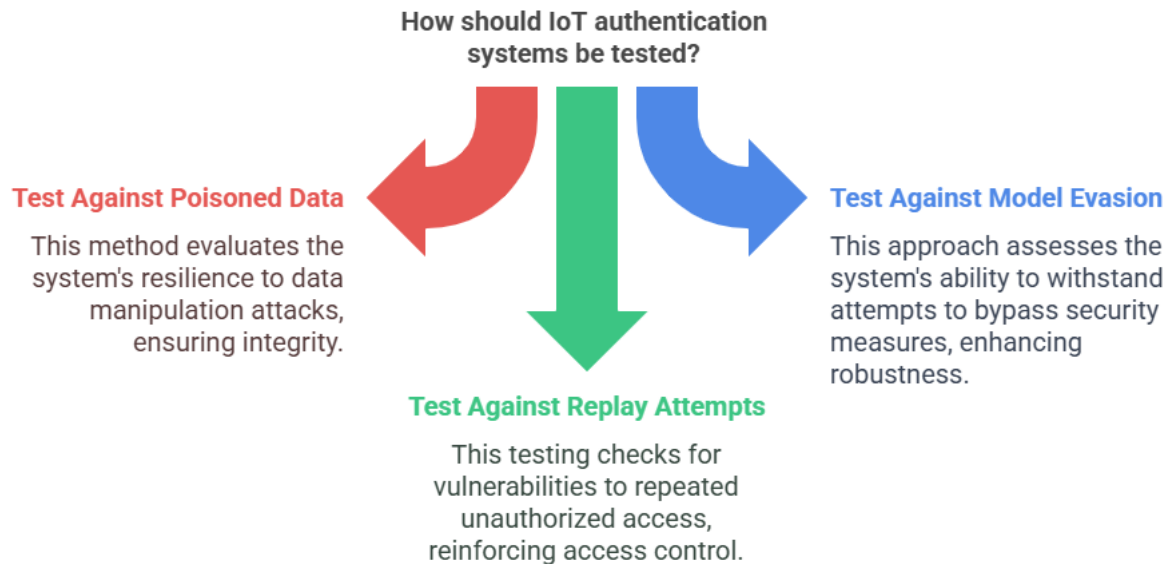 How should IoT authentication
systems be tested?
Test Against Poisoned Data
This method evaluates the
system's resilience to data
manipulation attacks,
ensuring integrity.
Test Against Model Evasion
This approach assesses the
system's ability to withstand
attempts to bypass security
measures, enhancing
robustness.
Test Against Replay Attempts
This testing checks for
vulnerabilities to repeated
unauthorized access,
reinforcing access control.